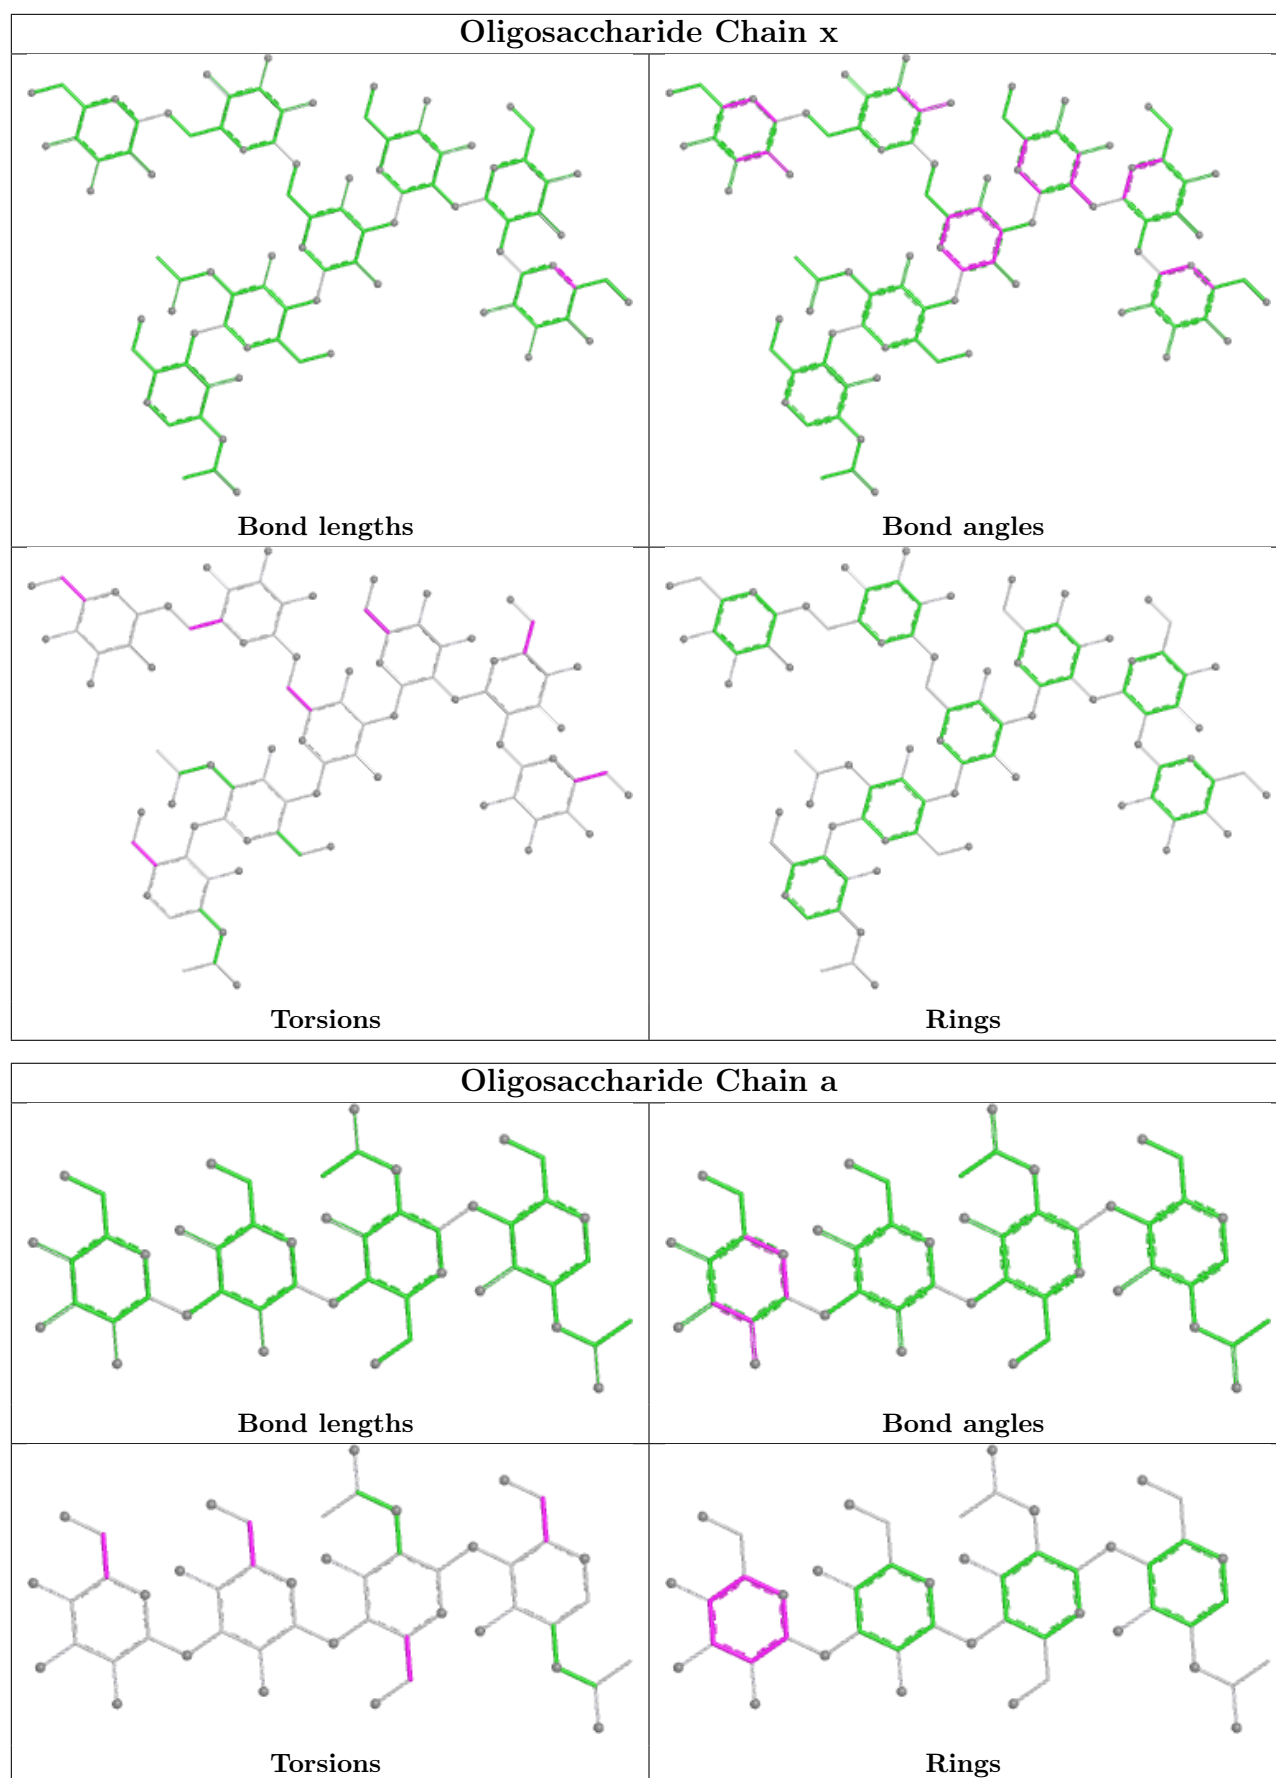 Oligosaccharide Chain x
Bond lengths
Bond angles
Torsions
Rings
Oligosaccharide Chain a
Bond lengths
Bond angles
Torsions
Rings